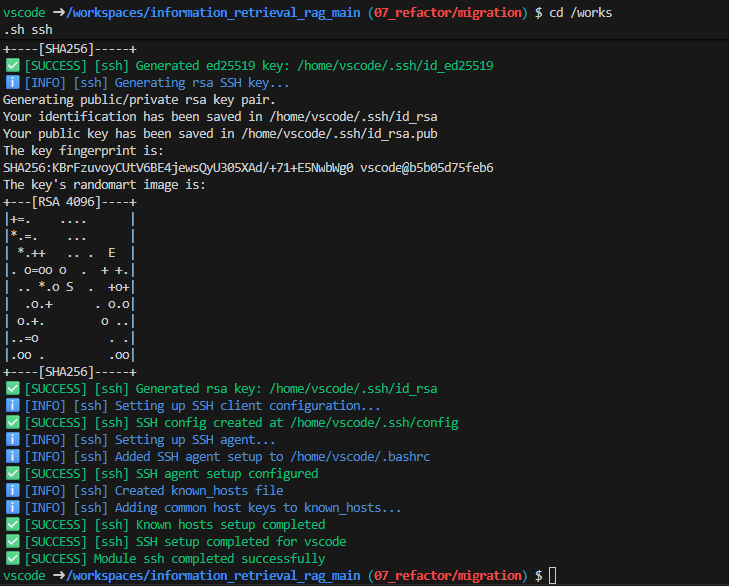 vscode ➜/workspaces/information_retrieval_rag_main (07_refactor/migration) $ cd /works
.sh ssh
+----[SHA256]-----+
✅ [SUCCESS] [ssh] Generated ed25519 key: /home/vscode/.ssh/id_ed25519
ℹ️ [INFO] [ssh] Generating rsa SSH key...
Generating public/private rsa key pair.
Your identification has been saved in /home/vscode/.ssh/id_rsa
Your public key has been saved in /home/vscode/.ssh/id_rsa.pub
The key fingerprint is:
SHA256:KBrFzuvoyCUtV6BE4jewsQyU305XAd/+71+E5NwbWg0 vscode@b5b05d75feb6
The key's randomart image is:
+---[RSA 4096]----+
|+=.    ....      |
|*.=.    ...      |
| *.++   .. .  E  |
|. o=oo o  .  + +.|
| .. *.o S  .  +o+|
|  .o.+     . o.o|
| o.+.       o ..|
|..=o         . .|
|.oo .        .oo|
+----[SHA256]-----+
✅ [SUCCESS] [ssh] Generated rsa key: /home/vscode/.ssh/id_rsa
ℹ️ [INFO] [ssh] Setting up SSH client configuration...
✅ [SUCCESS] [ssh] SSH config created at /home/vscode/.ssh/config
ℹ️ [INFO] [ssh] Setting up SSH agent...
ℹ️ [INFO] [ssh] Added SSH agent setup to /home/vscode/.bashrc
✅ [SUCCESS] [ssh] SSH agent setup configured
ℹ️ [INFO] [ssh] Created known_hosts file
ℹ️ [INFO] [ssh] Adding common host keys to known_hosts...
✅ [SUCCESS] [ssh] Known hosts setup completed
✅ [SUCCESS] [ssh] SSH setup completed for vscode
✅ [SUCCESS] Module ssh completed successfully
vscode ➜/workspaces/information_retrieval_rag_main (07_refactor/migration) $